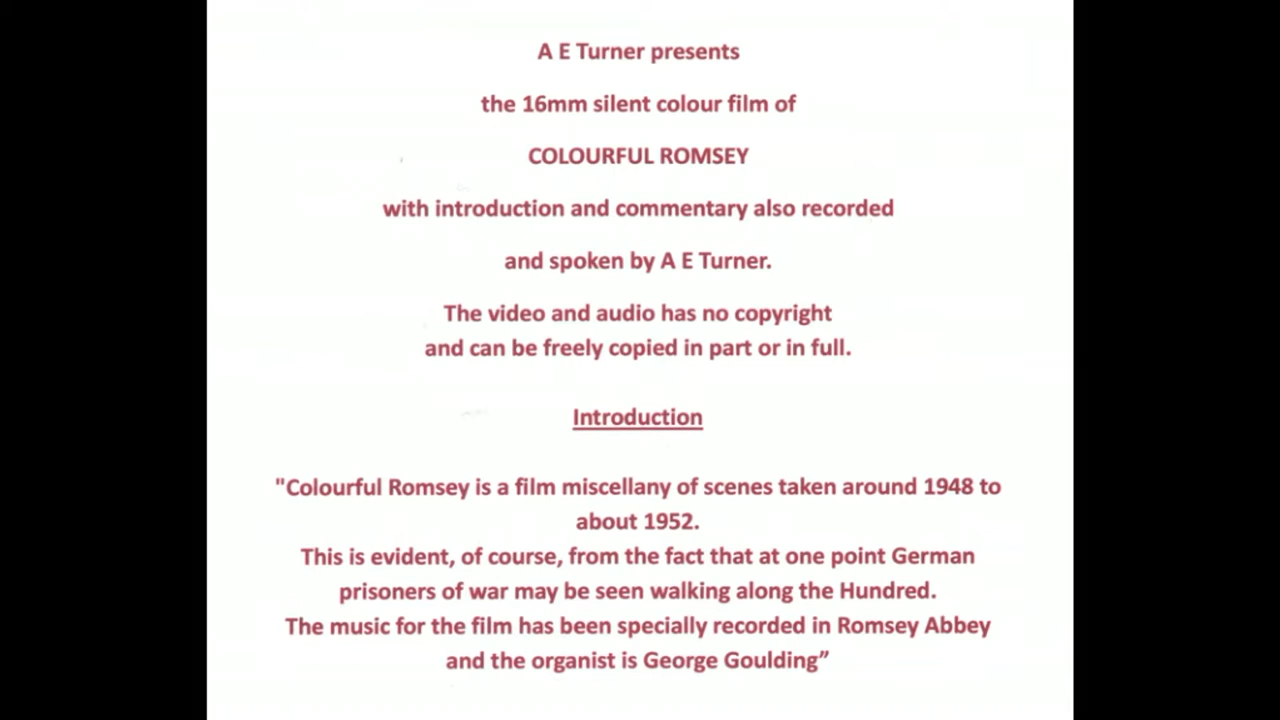 A E Turner presents
the 16mm silent colour film of
COLOURFUL ROMSEY
with introduction and commentary also recorded
and spoken by A E Turner.
The video and audio has no copyright
and can be freely copied in part or in full.
Introduction
"Colourful Romsey is a film miscellany of scenes taken around 1948 to
about 1952.
This is evident, of course, from the fact that at one point German
prisoners of war may be seen walking along the Hundred.
The music for the film has been specially recorded in Romsey Abbey
and the organist is George Goulding”